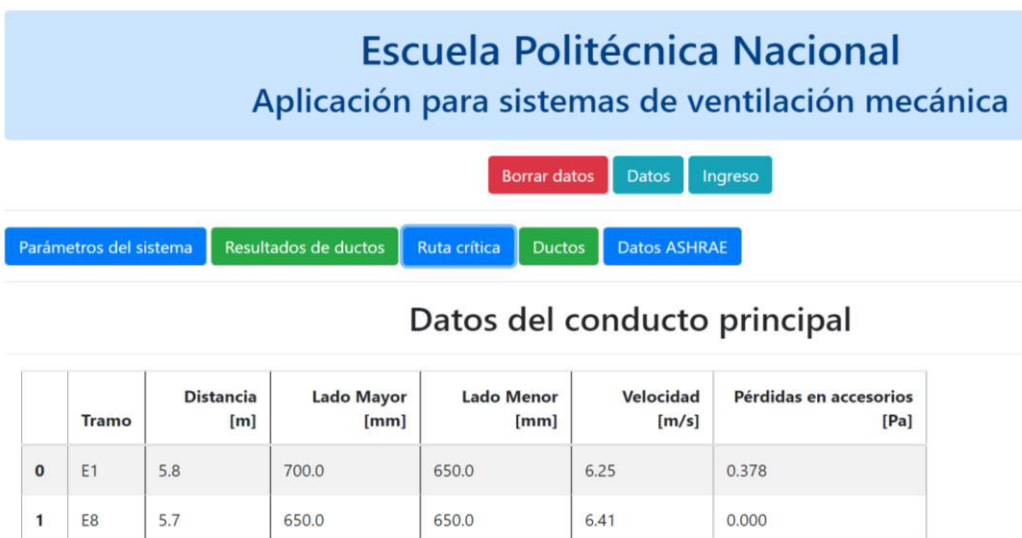 Escuela Politécnica Nacional
Aplicación para sistemas de ventilación mecánica
Borrar datos Datos Ingreso
Parámetros del sistema Resultados de ductos Ruta crítica Ductos Datos ASHRAE
Datos del conducto principal
Tramo Distancia [m] Lado Mayor [mm] Lado Menor [mm] Velocidad [m/s] Pérdidas en accesorios [Pa]
0 E1 5.8 700.0 650.0 6.25 0.378
1 E8 5.7 650.0 650.0 6.41 0.000